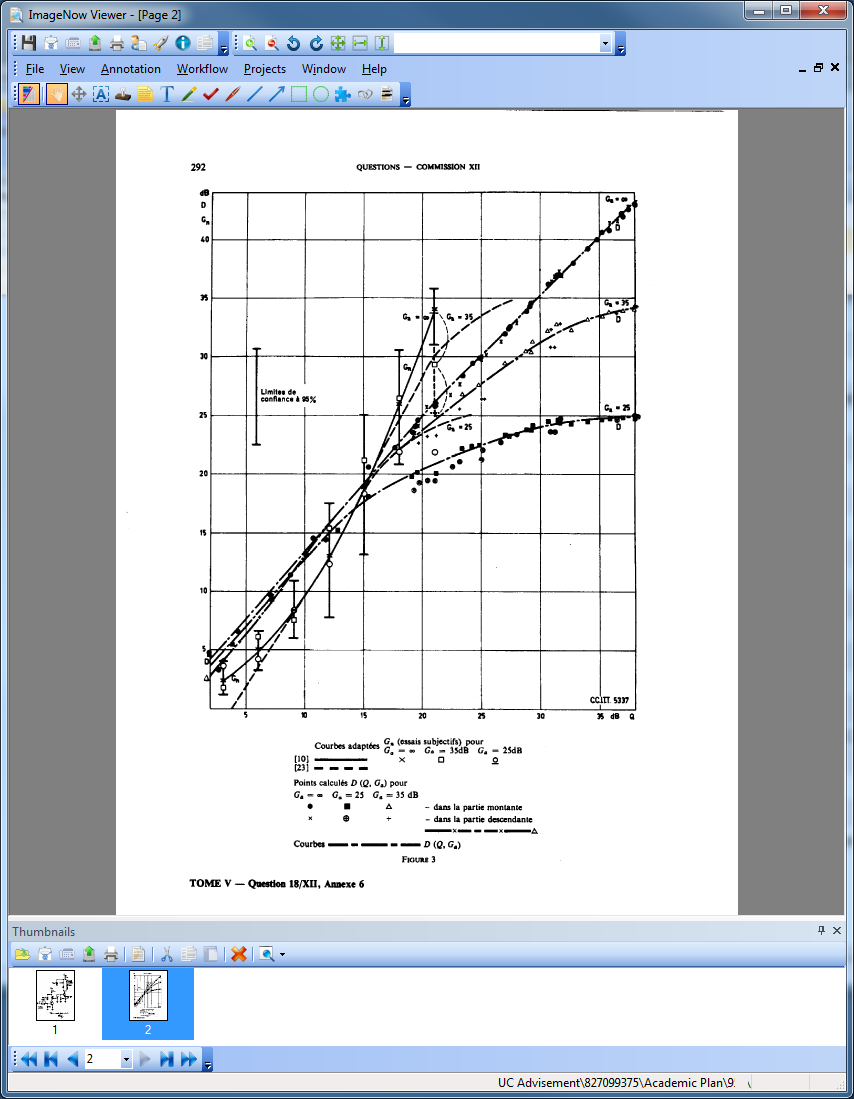 ImageNow Viewer - [Page 2]
File View Annotation Workflow Projects Window Help
292
QUESTIONS — COMMISSION XII
dB
D
Gn
40
35
30
25
20
15
10
5
Ga = ∞
D
Ga = 35
D
Ga = 25
D
Ga = ∞
Ga = 35
Gn
Ga = 25
Limites de
confiance à 95%
Gn
C.C.I.T.T. 5337
5 10 15 20 25 30 35 dB Q
Courbes adaptées
Ga (essais subjectifs) pour
Ga = ∞ Ga = 35dB Ga = 25dB
[10]
[23]
Points calculés D (Q, Ga) pour
Ga = ∞ Ga = 25 Ga = 35 dB
– dans la partie montante
– dans la partie descendante
Courbes D (Q, Ga)
FIGURE 3
TOME V — Question 18/XII, Annexe 6
Thumbnails
1
2
2
UC Advisement\827099375\Academic Plan\9